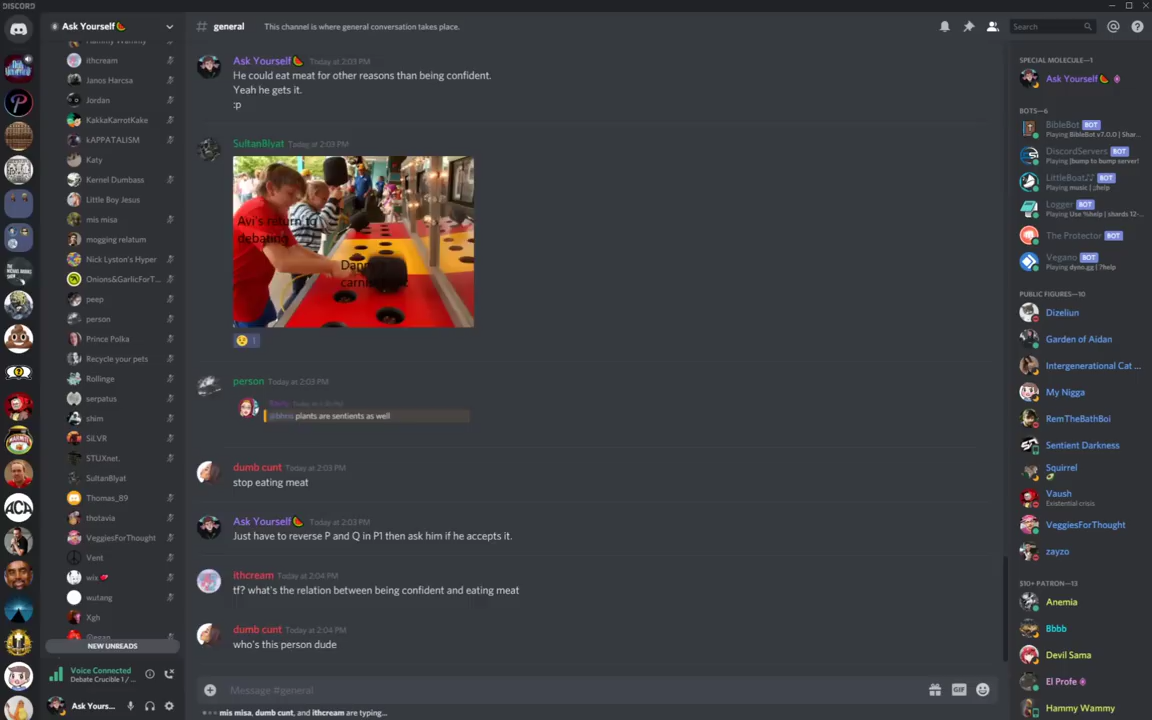 DISCORD
Ask Yourself🍉
# general
This channel is where general conversation takes place.
Search
Hammy Wammy
ithcream
Janos Harcsa
Jordan
KakkaKarrotKake
kAPPATALISM
Katy
Kernel Dumbass
Little Boy Jesus
mis misa
mogging relatum
Nick Lyston's Hyper
Onions&GarlicForT...
peep
person
Prince Polka
Recycle your pets
Rollinge
serpatus
shim
SiLVR
STUXnet.
SultanBlyat
Thomas_89
thotavia
VeggiesForThought
Vent
wix
wutang
Xgh
NEW UNREADS
Voice Connected
Debate Crucible 1 / ...
Ask Yours...
Ask Yourself🍉 Today at 2:03 PM
He could eat meat for other reasons than being confident.
Yeah he gets it.
:p
SultanBlyat Today at 2:03 PM
Avi's return to
debating
1
person Today at 2:03 PM
plants are sentients as well
dumb cunt Today at 2:03 PM
stop eating meat
Ask Yourself🍉 Today at 2:03 PM
Just have to reverse P and Q in P1 then ask him if he accepts it.
ithcream Today at 2:04 PM
tf? what's the relation between being confident and eating meat
dumb cunt Today at 2:04 PM
who's this person dude
Message #general
GIF
mis misa, dumb cunt, and ithcream are typing...
SPECIAL MOLECULE—1
Ask Yourself🍉
BOTS—6
BibleBot BOT
Playing BibleBot v7.0.0 | Shar...
DiscordServers BOT
Playing !bump to bump server!
LittleBoat♫♪ BOT
Playing music | ;help
Logger BOT
Playing Use %help | shards 12-...
The Protector BOT
Vegano BOT
Playing dyno.gg | ?help
PUBLIC FIGURES—10
Dizeliun
Garden of Aidan
Intergenerational Cat ...
My Nigga
RemTheBathBoi
Sentient Darkness
Squirrel
Vaush
Existential crisis
VeggiesForThought
zayzo
$10+ PATRON—13
Anemia
Bbbb
Devil Sama
El Profe
Hammy Wammy